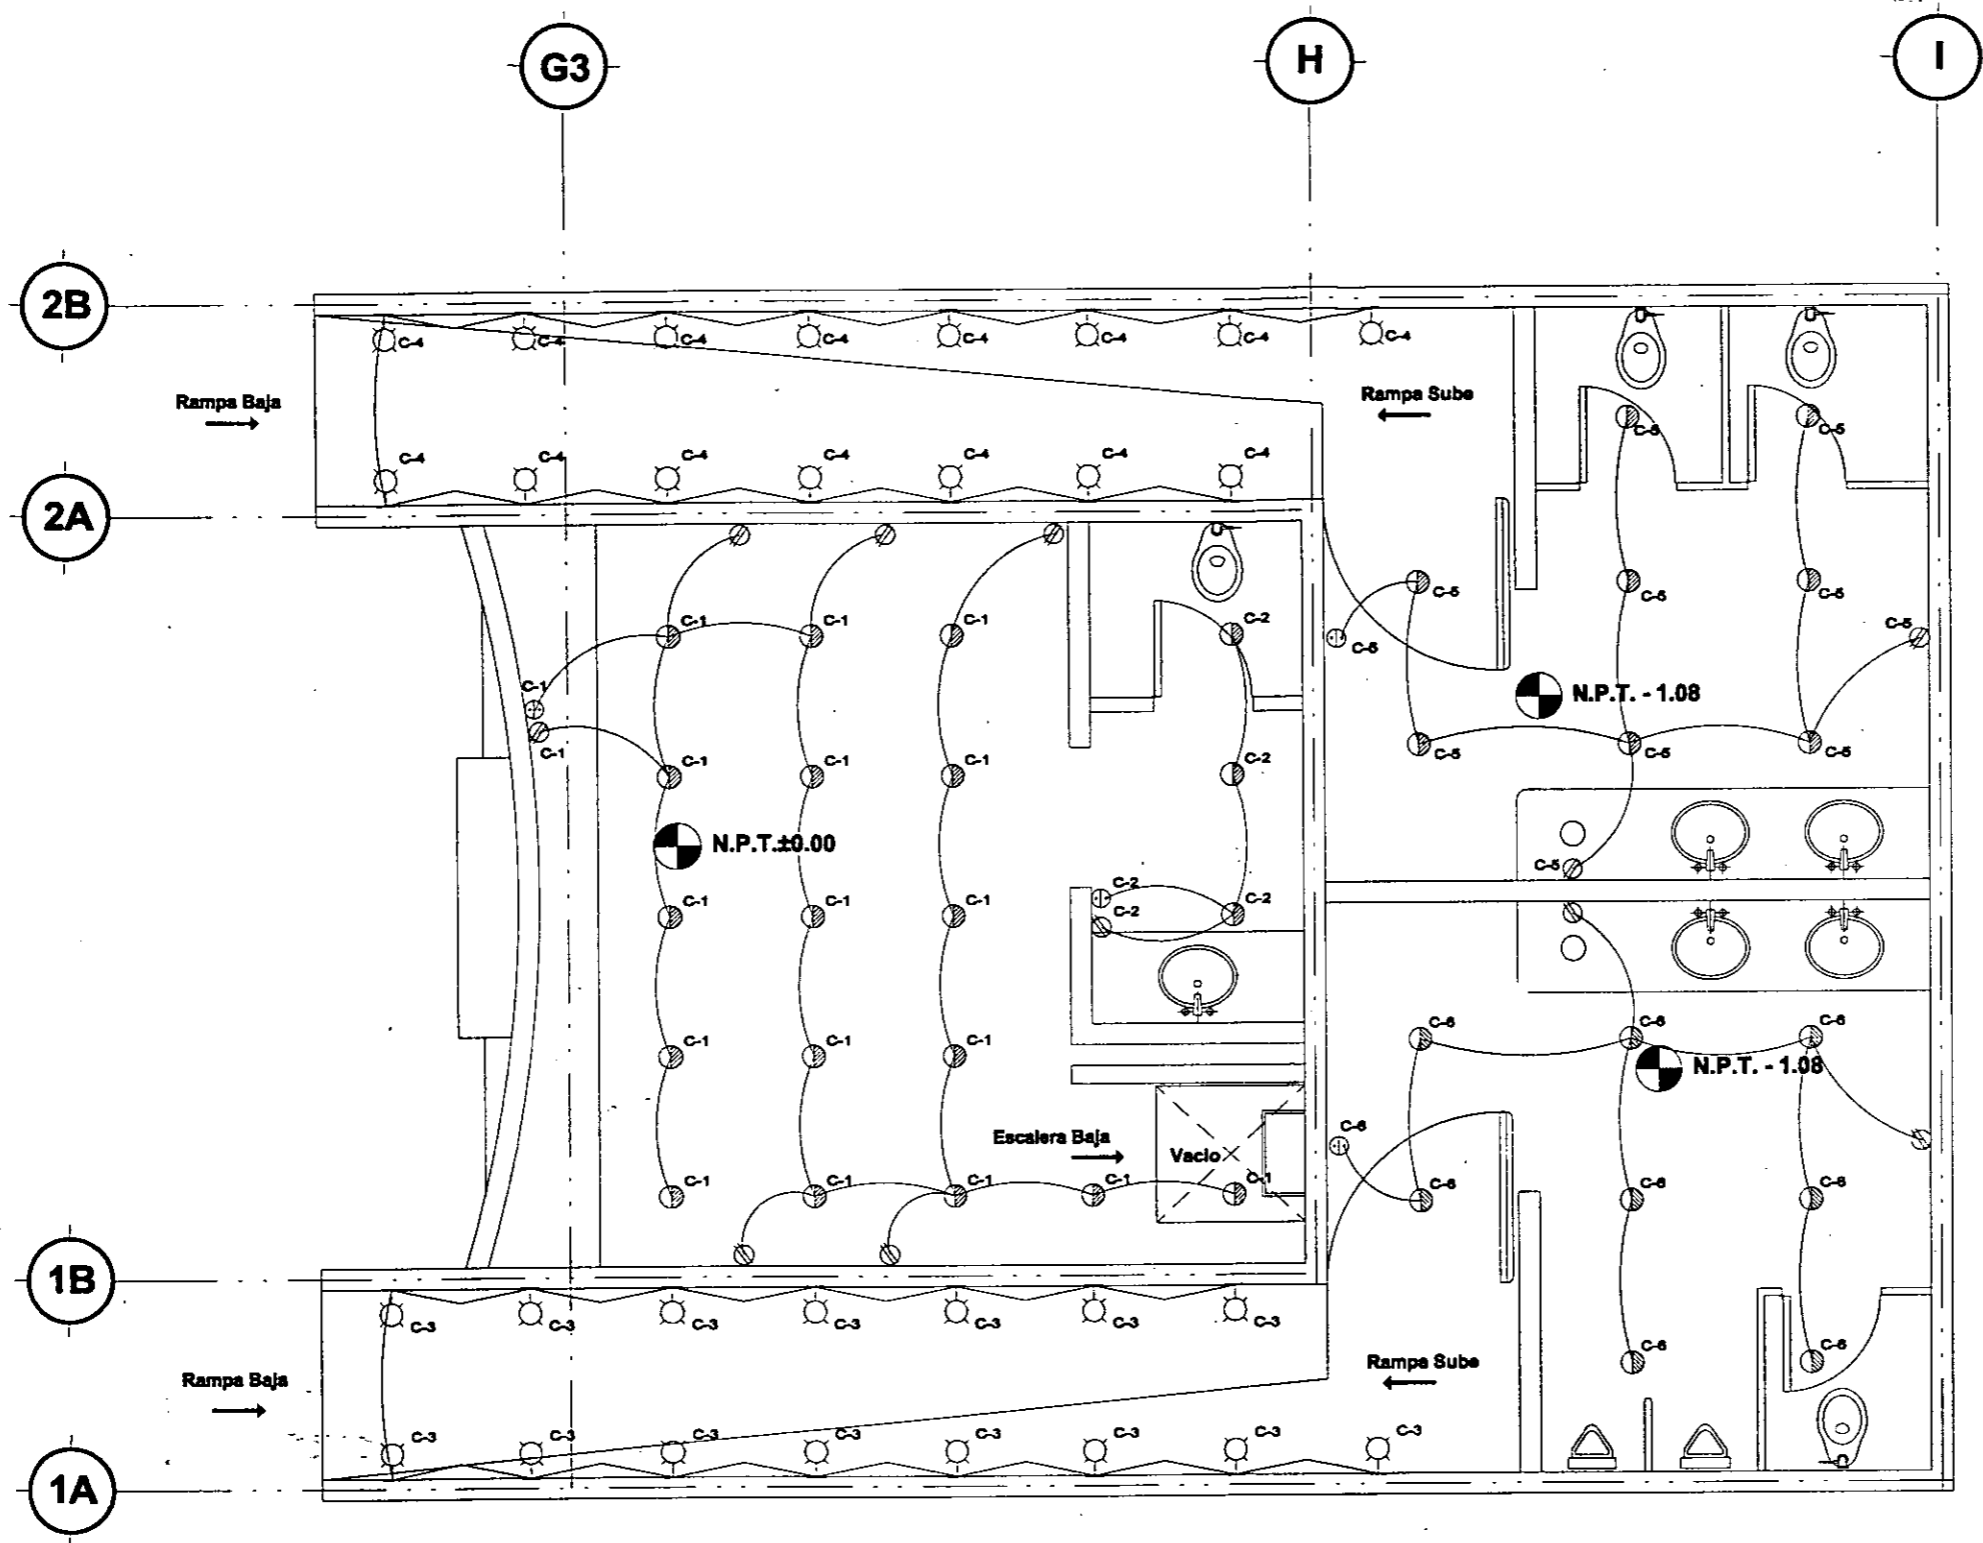 G3 H I
2B
C-4 C-4 C-4 C-4 C-4 C-4 C-4 C-4
Rampa Baja Rampa Sube
C-5 C-5
C-4 C-4 C-4 C-4 C-4 C-4 C-4
2A
C-5 C-5 C-5
C-1 C-1 C-1 C-2 C-5 C-5
C-1 N.P.T. - 1.08
C-1 C-1 C-1 C-1 C-2 C-5 C-5 C-5
N.P.T.±0.00
C-5
C-2
C-1 C-1 C-1 C-2 C-2
C-6 C-6 C-6
C-1 C-1 C-1 N.P.T. - 1.08
Escalera Baja C-6
Vacio
C-1 C-1 C-1 C-1 C-1 C-6 C-6 C-6
1B
C-3 C-3 C-3 C-3 C-3 C-3 C-3
C-6 C-6
Rampa Baja Rampa Sube
C-3 C-3 C-3 C-3 C-3 C-3 C-3 C-3
1A